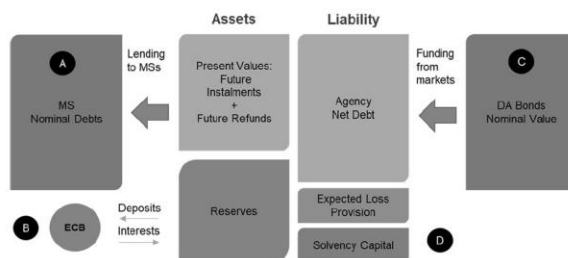 Assets
Liability
A
MS
Nominal Debts
Lending
to MSs
Present Values:
Future
Instalments
+
Future Refunds
Agency
Net Debt
Funding
from
markets
C
DA Bonds
Nominal Value
B
ECB
Deposits
Interests
Reserves
Expected Loss
Provision
Solvency Capital
D